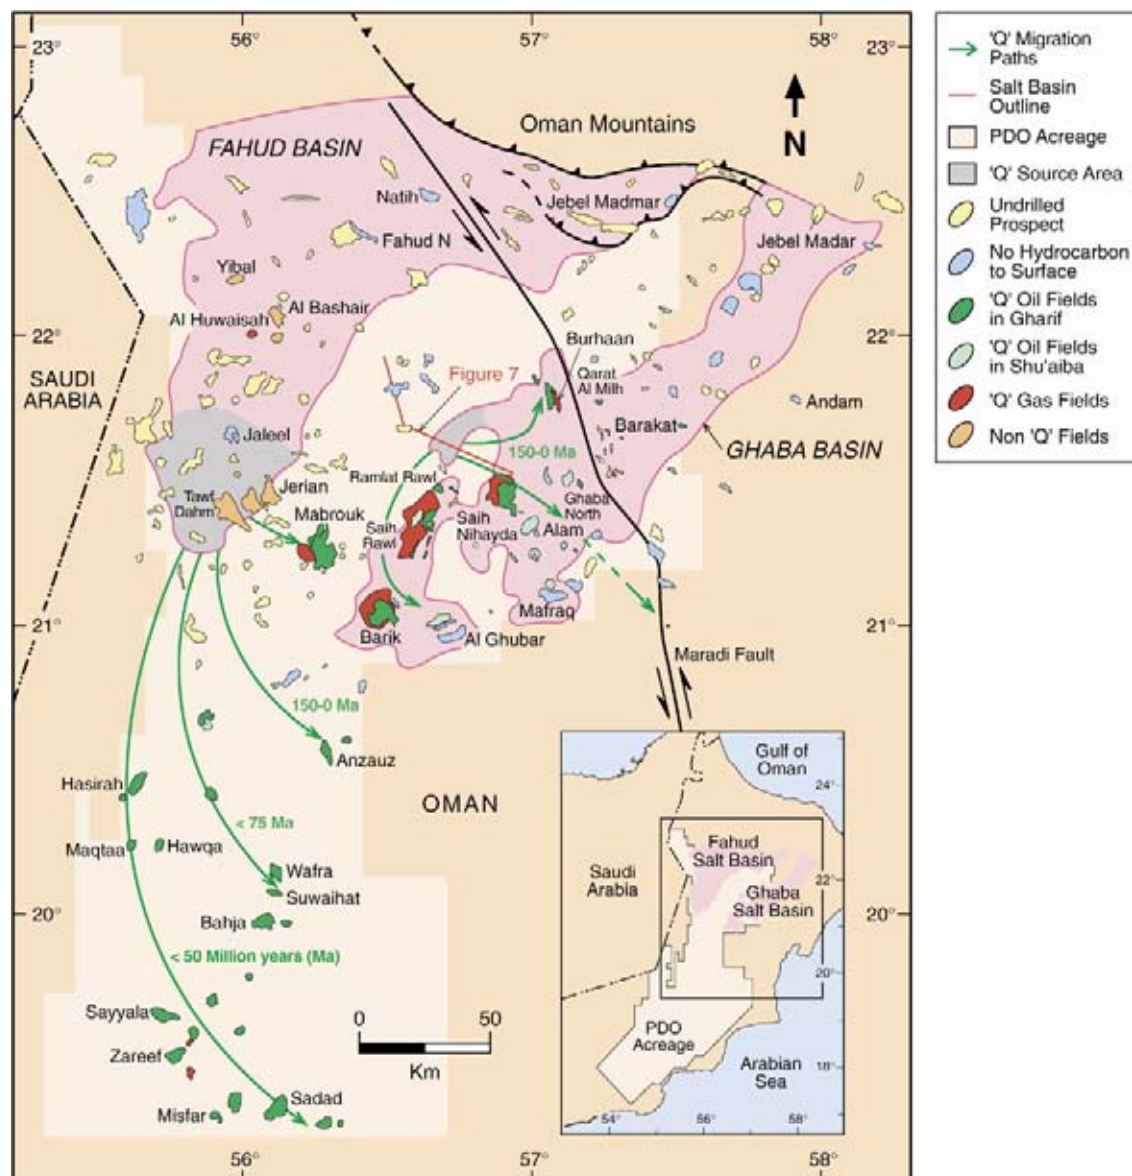 56°
57°
58°
23°
23°
Oman Mountains
N
FAHUD BASIN
Natih
Jebel Madmar
Fahud N
Jebel Madar
Yibal
Al Bashair
Al Huwaisah
22°
22°
Burhaan
SAUDI
ARABIA
Figure 7
Qarat
Al Milh
Andam
Jaleel
Barakat
GHABA BASIN
150-0 Ma
Ramlat Rawl
Tawf
Dahm
Jerian
Mabrouk
Saih
Rawl
Saih
Nihayda
Ghaba
North
Alam
Mafraq
21°
21°
Barik
Al Ghubar
Maradi Fault
150-0 Ma
Anzauz
Hasirah
OMAN
< 75 Ma
Maqtaa
Hawqa
Wafra
Suwaihat
20°
20°
Bahja
< 50 Million years (Ma)
Sayyala
0
50
Km
Zareef
Misfar
Sadad
56°
57°
58°
Gulf of
Oman
24°
Fahud
Salt Basin
Saudi
Arabia
22°
Ghaba
Salt Basin
20°
PDO
Acreage
Arabian
Sea
18°
54°
56°
58°
'Q' Migration
Paths
Salt Basin
Outline
PDO Acreage
'Q' Source Area
Undrilled
Prospect
No Hydrocarbon
to Surface
'Q' Oil Fields
in Gharif
'Q' Oil Fields
in Shu'aiba
'Q' Gas Fields
Non 'Q' Fields